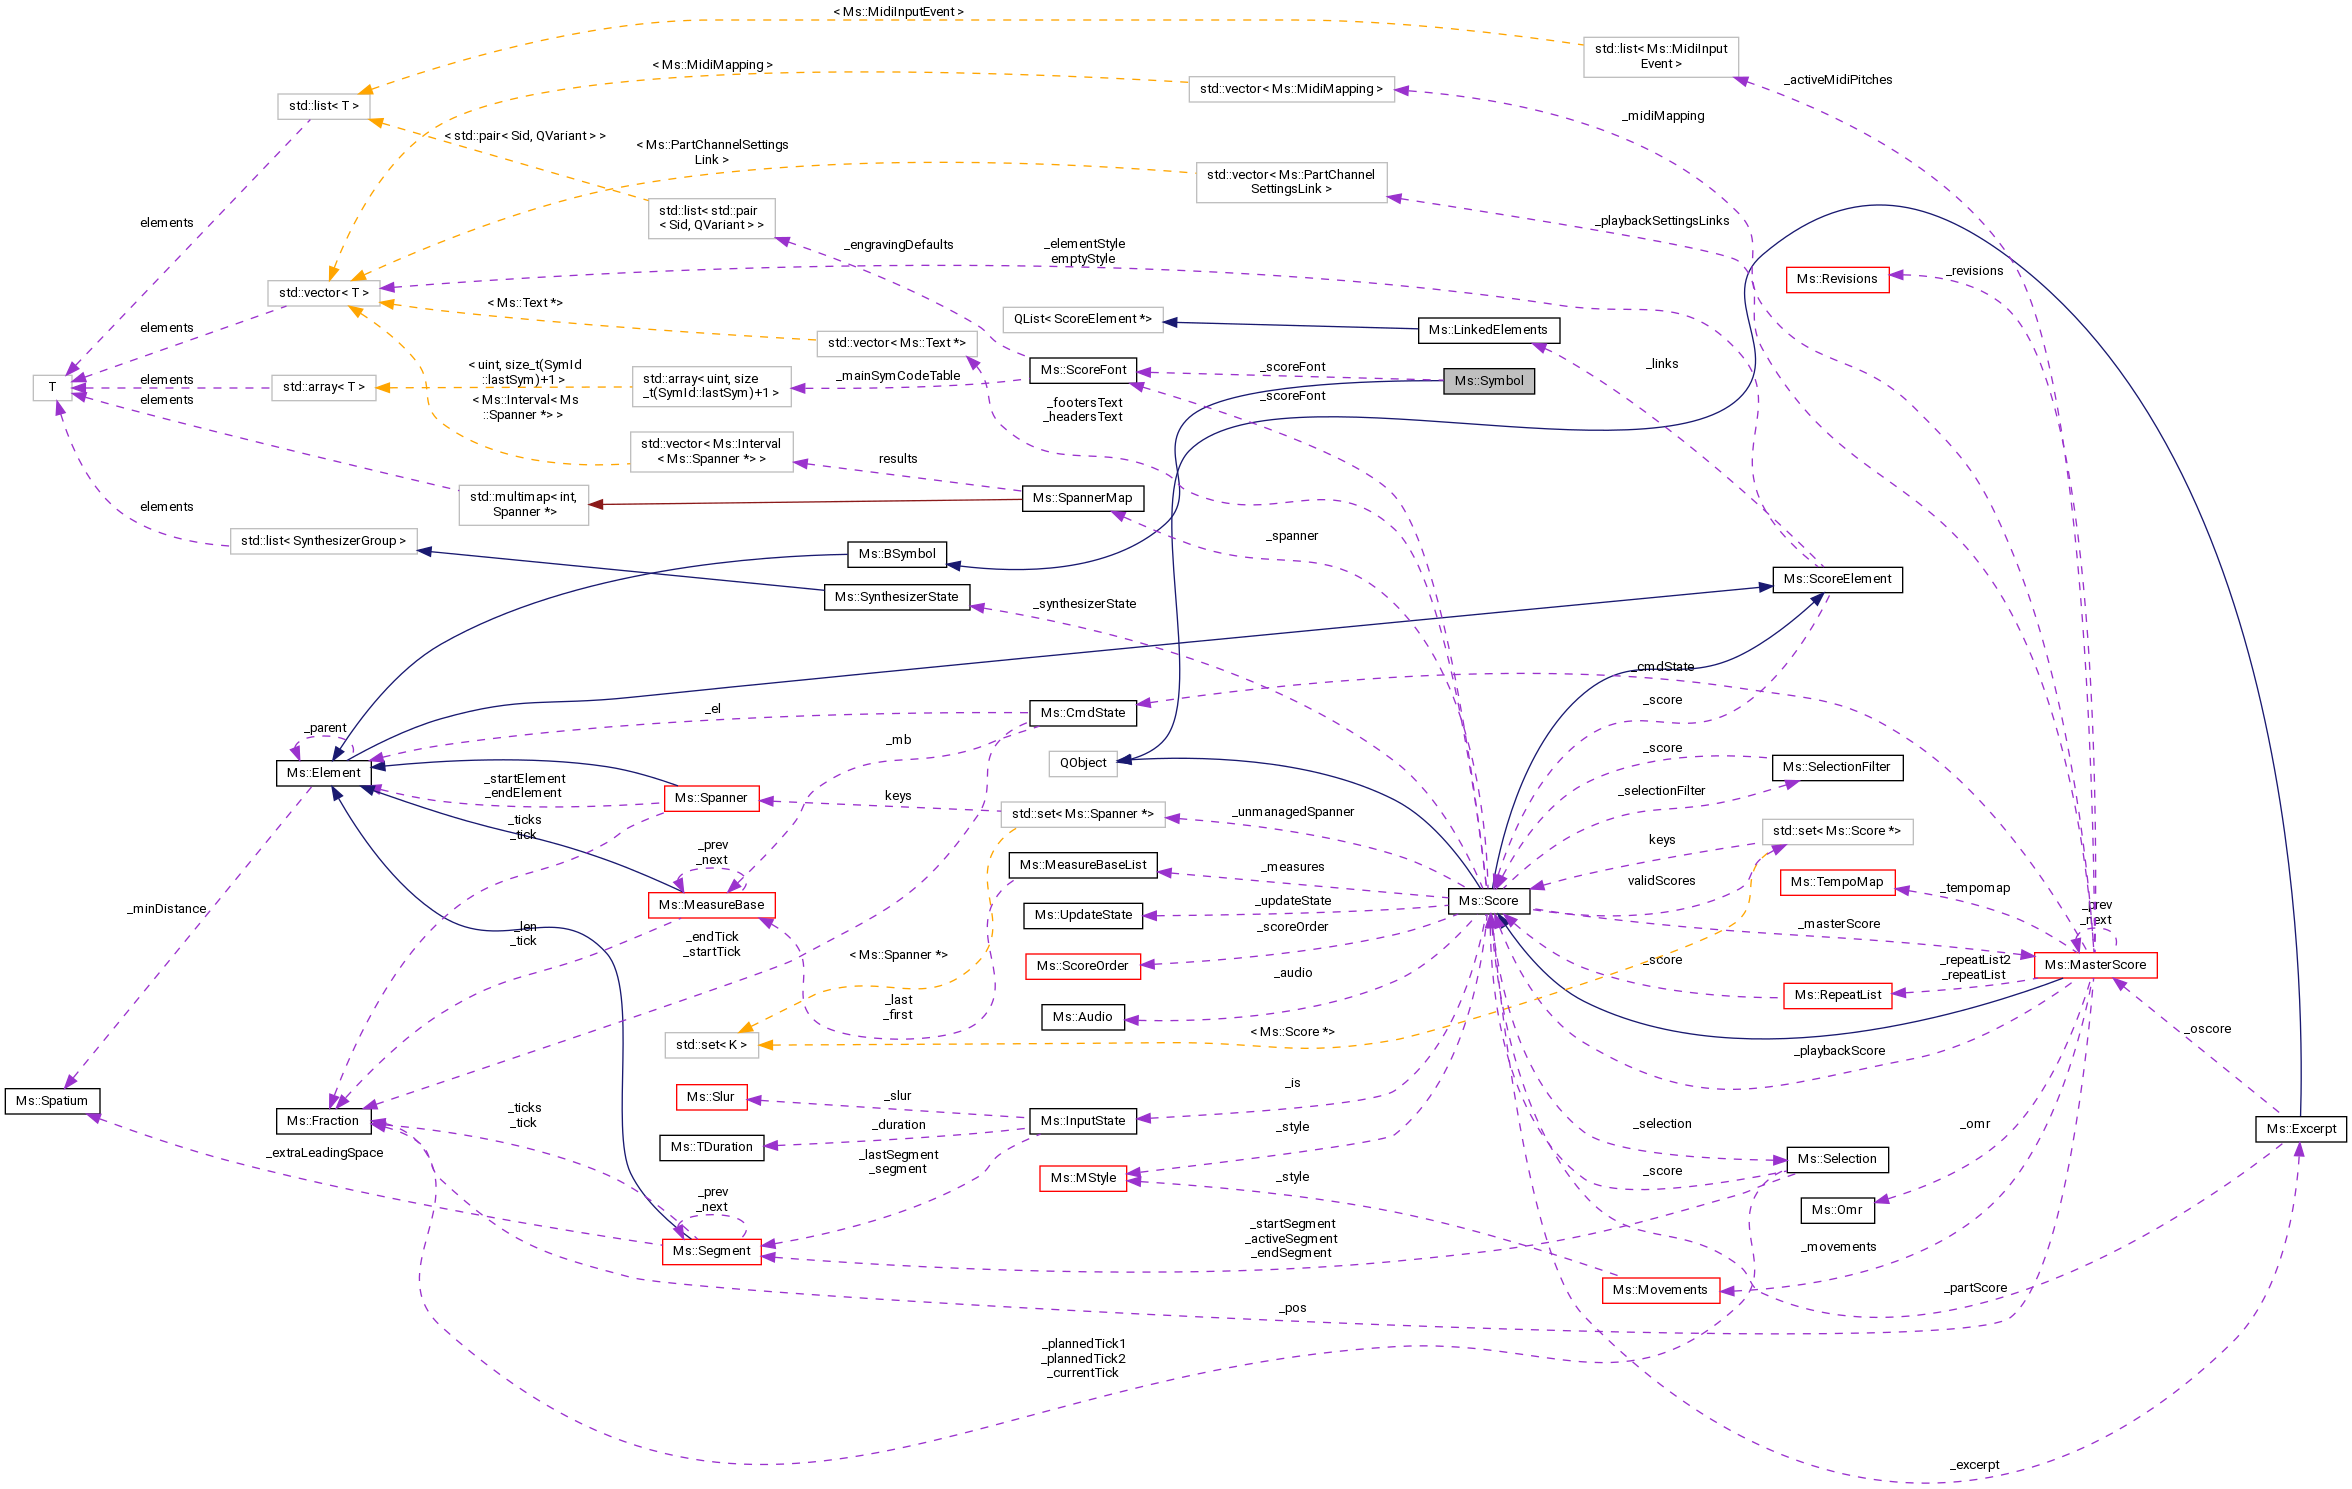 < Ms::MidiInputEvent >
std::list< Ms::MidiInput
Event >
_activeMidiPitches
< Ms::MidiMapping >
std::vector< Ms::MidiMapping >
std::list< T >
_midiMapping
< std::pair< Sid, QVariant > >
< Ms::PartChannelSettings
Link >
std::vector< Ms::PartChannel
SettingsLink >
std::list< std::pair
< Sid, QVariant > >
elements
_playbackSettingsLinks
_engravingDefaults
_elementStyle
emptyStyle
_revisions
Ms::Revisions
std::vector< T >
< Ms::Text *>
QList< ScoreElement *>
Ms::LinkedElements
elements
std::vector< Ms::Text *>
_links
< uint, size_t(SymId
::lastSym)+1 >
Ms::ScoreFont
_scoreFont
_mainSymCodeTable
Ms::Symbol
T
elements
std::array< T >
std::array< uint, size
_t(SymId::lastSym)+1 >
elements
< Ms::Interval< Ms
::Spanner *> >
_footersText
_headersText
_scoreFont
std::vector< Ms::Interval
< Ms::Spanner *> >
results
std::multimap< int,
Spanner *>
Ms::SpannerMap
elements
std::list< SynthesizerGroup >
_spanner
Ms::BSymbol
Ms::SynthesizerState
_synthesizerState
Ms::ScoreElement
_cmdState
_parent
_el
Ms::CmdState
_score
_mb
_score
Ms::Element
QObject
Ms::SelectionFilter
_startElement
_endElement
Ms::Spanner
keys
_selectionFilter
_ticks
_tick
std::set< Ms::Spanner *>
_unmanagedSpanner
std::set< Ms::Score *>
_prev
_next
keys
Ms::MeasureBaseList
_measures
validScores
Ms::TempoMap
_tempomap
_minDistance
Ms::MeasureBase
Ms::Score
_prev
_next
Ms::UpdateState
_updateState
_len
_tick
_endTick
_startTick
_scoreOrder
_masterScore
< Ms::Spanner *>
Ms::ScoreOrder
_audio
_score
_repeatList2
_repeatList
Ms::MasterScore
Ms::RepeatList
_last
_first
Ms::Audio
std::set< K >
< Ms::Score *>
_oscore
_playbackScore
Ms::Spatium
Ms::Slur
_slur
_is
Ms::Fraction
_ticks
_tick
Ms::InputState
_duration
_style
_selection
_omr
Ms::Excerpt
Ms::TDuration
_extraLeadingSpace
_lastSegment
_segment
Ms::Selection
Ms::MStyle
_style
_score
_prev
_next
Ms::Omr
Ms::Segment
_startSegment
_activeSegment
_endSegment
_movements
Ms::Movements
_partScore
_pos
_plannedTick1
_plannedTick2
_currentTick
_excerpt